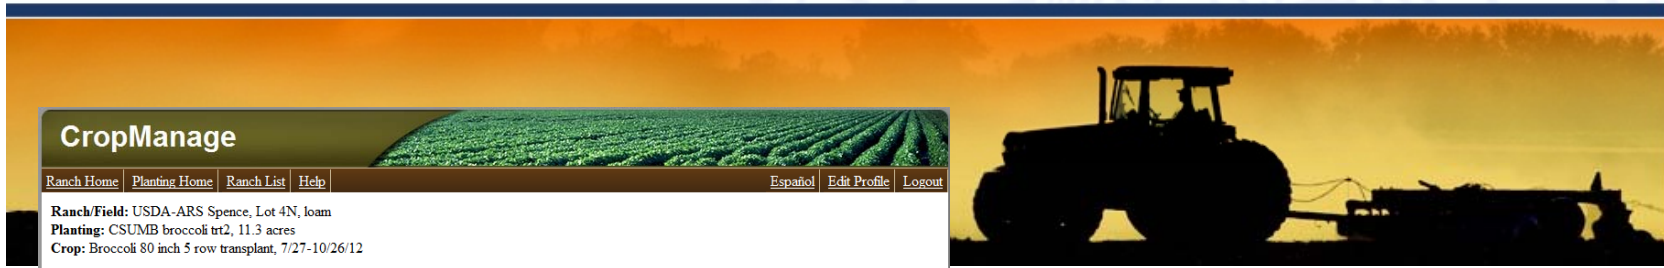 CropManage
Ranch Home Planting Home Ranch List Help Español Edit Profile Logout
Ranch/Field: USDA-ARS Spence, Lot 4N, loam
Planting: CSUMB broccoli trt2, 11.3 acres
Crop: Broccoli 80 inch 5 row transplant, 7/27-10/26/12